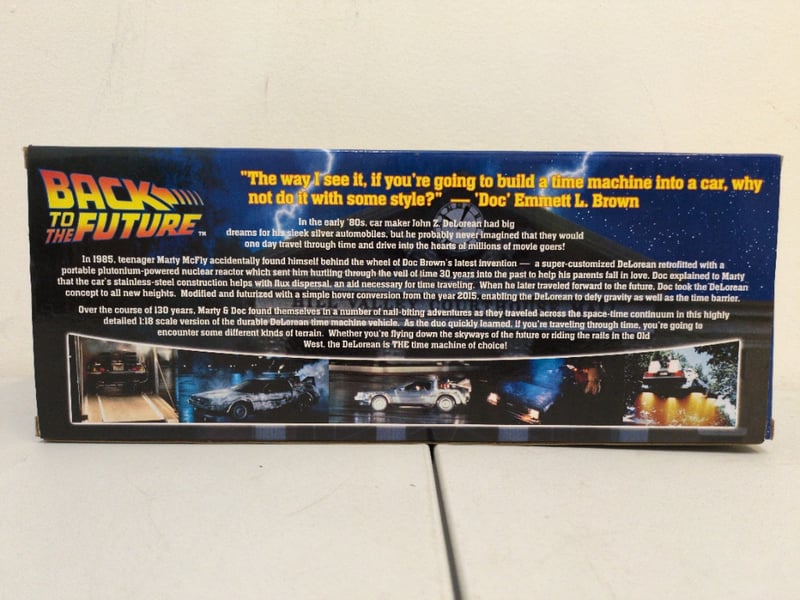 BACK
TO
THE FUTURE ™
"The way I see it, if you're going to build a time machine into a car, why
not do it with some style?" — 'Doc' Emmett L. Brown
In the early '80s, car maker John Z. DeLorean had big
dreams for his sleek silver automobiles, but he probably never imagined that they would
one day travel through time and drive into the hearts of millions of movie goers!
In 1985, teenager Marty McFly accidentally found himself behind the wheel of Doc Brown's latest invention — a super-customized DeLorean retrofitted with a
portable plutonium-powered nuclear reactor which sent him hurtling through the veil of time 30 years into the past to help his parents fall in love. Doc explained to Marty
that the car's stainless-steel construction helps with flux dispersal, an aid necessary for time traveling. When he later traveled forward to the future, Doc took the DeLorean
concept to all new heights. Modified and futurized with a simple hover conversion from the year 2015, enabling the DeLorean to defy gravity as well as the time barrier.
Over the course of 130 years, Marty & Doc found themselves in a number of nail-biting adventures as they traveled across the space-time continuum in this highly
detailed 1:18 scale version of the durable DeLorean time machine vehicle. As the duo quickly learned, if you're traveling through time, you're going to
encounter some different kinds of terrain. Whether you're flying down the skyways of the future or riding the rails in the Old
West, the DeLorean is THE time machine of choice!